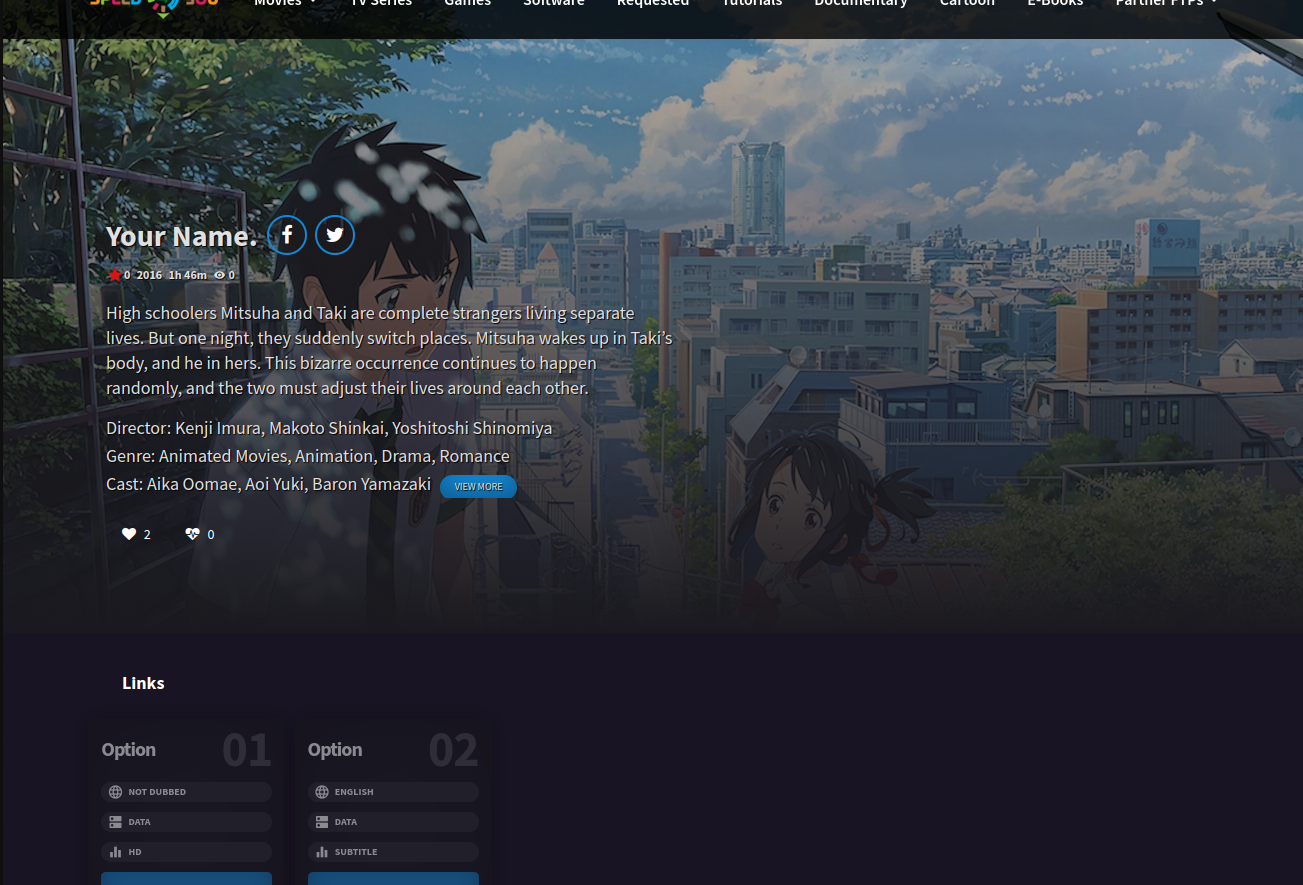 Movies TV Series Games Software Requested Tutorials Documentary Cartoon E-Books Partner FTPs
Your Name.
0 2016 1h 46m 0
High schoolers Mitsuha and Taki are complete strangers living separate
lives. But one night, they suddenly switch places. Mitsuha wakes up in Taki’s
body, and he in hers. This bizarre occurrence continues to happen
randomly, and the two must adjust their lives around each other.
Director: Kenji Imura, Makoto Shinkai, Yoshitoshi Shinomiya
Genre: Animated Movies, Animation, Drama, Romance
Cast: Aika Oomae, Aoi Yuki, Baron Yamazaki VIEW MORE
2 0
Links
Option 01 Option 02
NOT DUBBED ENGLISH
DATA DATA
HD SUBTITLE